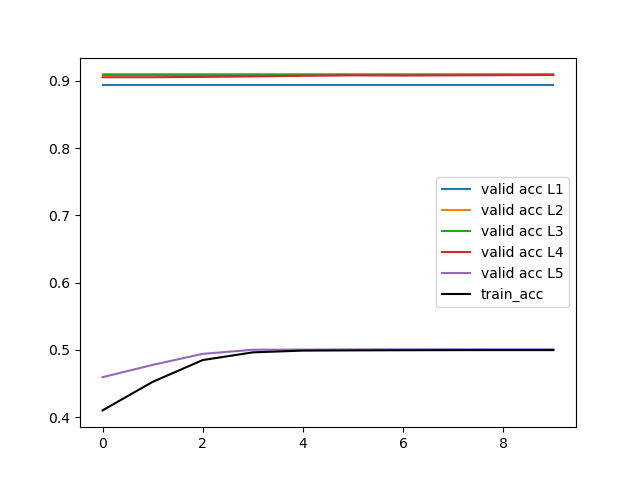 0.9
0.8
0.7
0.6
0.5
0.4
valid acc L1
valid acc L2
valid acc L3
valid acc L4
valid acc L5
train_acc
0 2 4 6 8